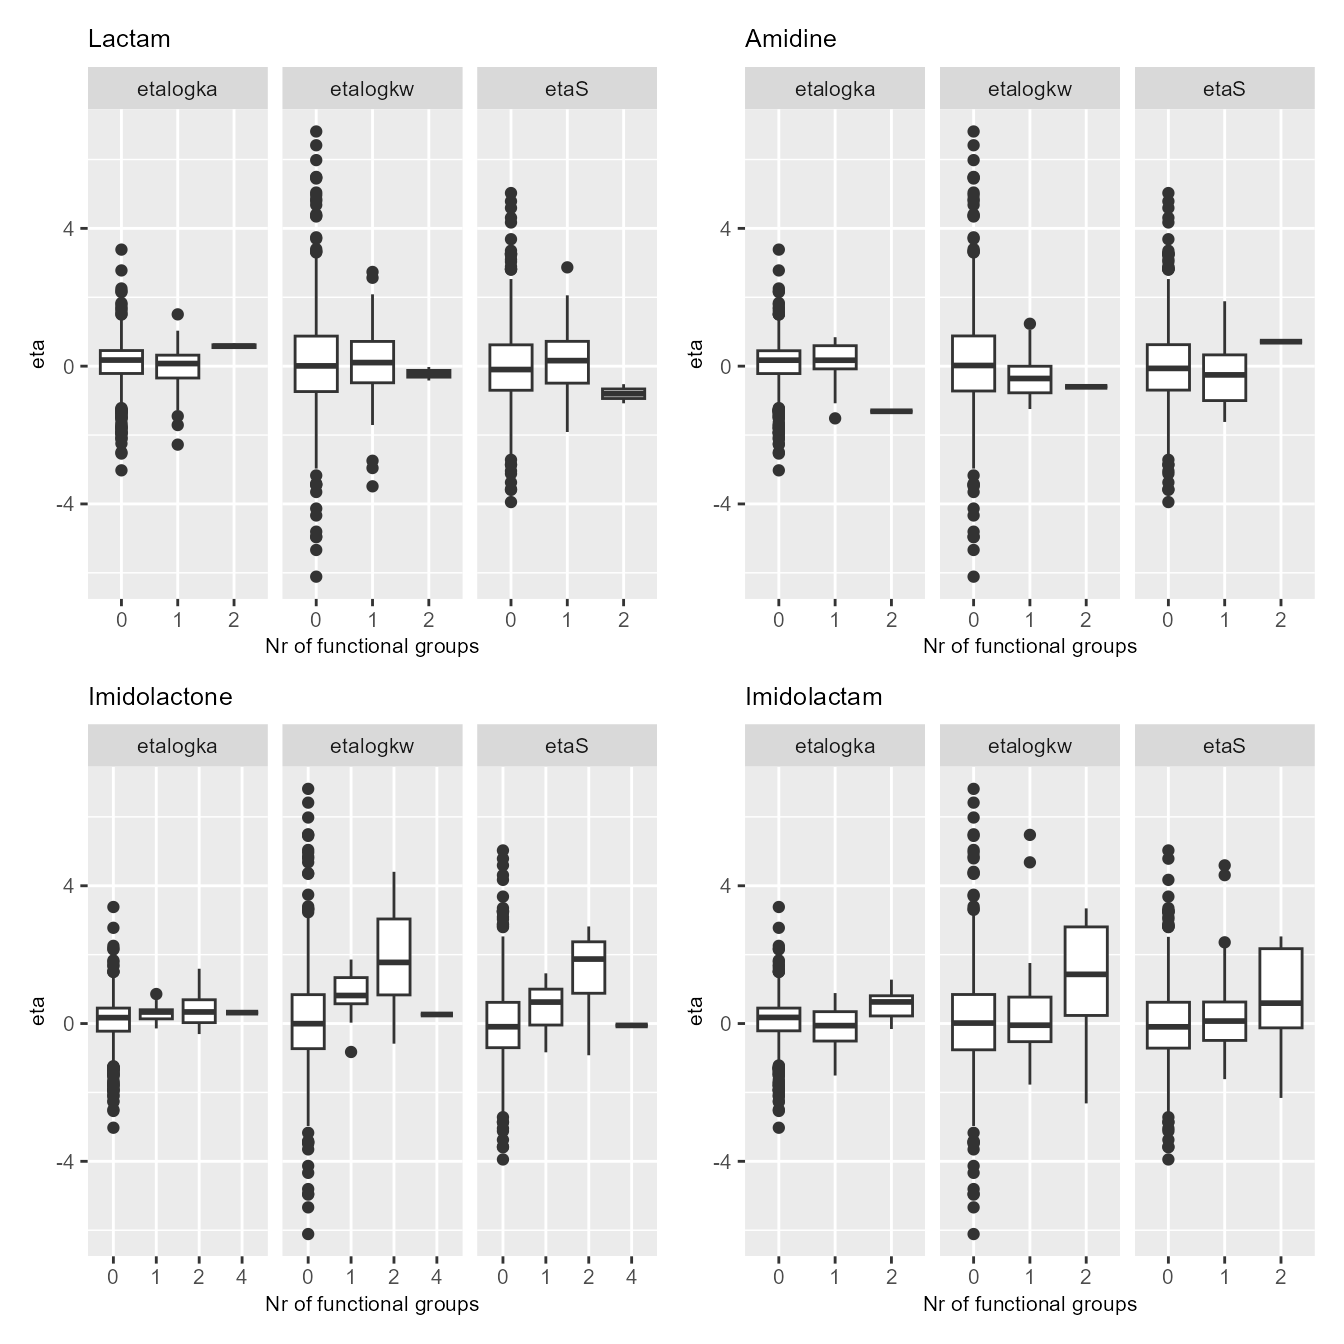 Lactam
etalogka etalogkw etaS
eta
4
0
-4
0 1 2 0 1 2 0 1 2
Nr of functional groups
Amidine
etalogka etalogkw etaS
eta
4
0
-4
0 1 2 0 1 2 0 1 2
Nr of functional groups
Imidolactone
etalogka etalogkw etaS
eta
4
0
-4
0 1 2 4 0 1 2 4 0 1 2 4
Nr of functional groups
Imidolactam
etalogka etalogkw etaS
eta
4
0
-4
0 1 2 0 1 2 0 1 2
Nr of functional groups